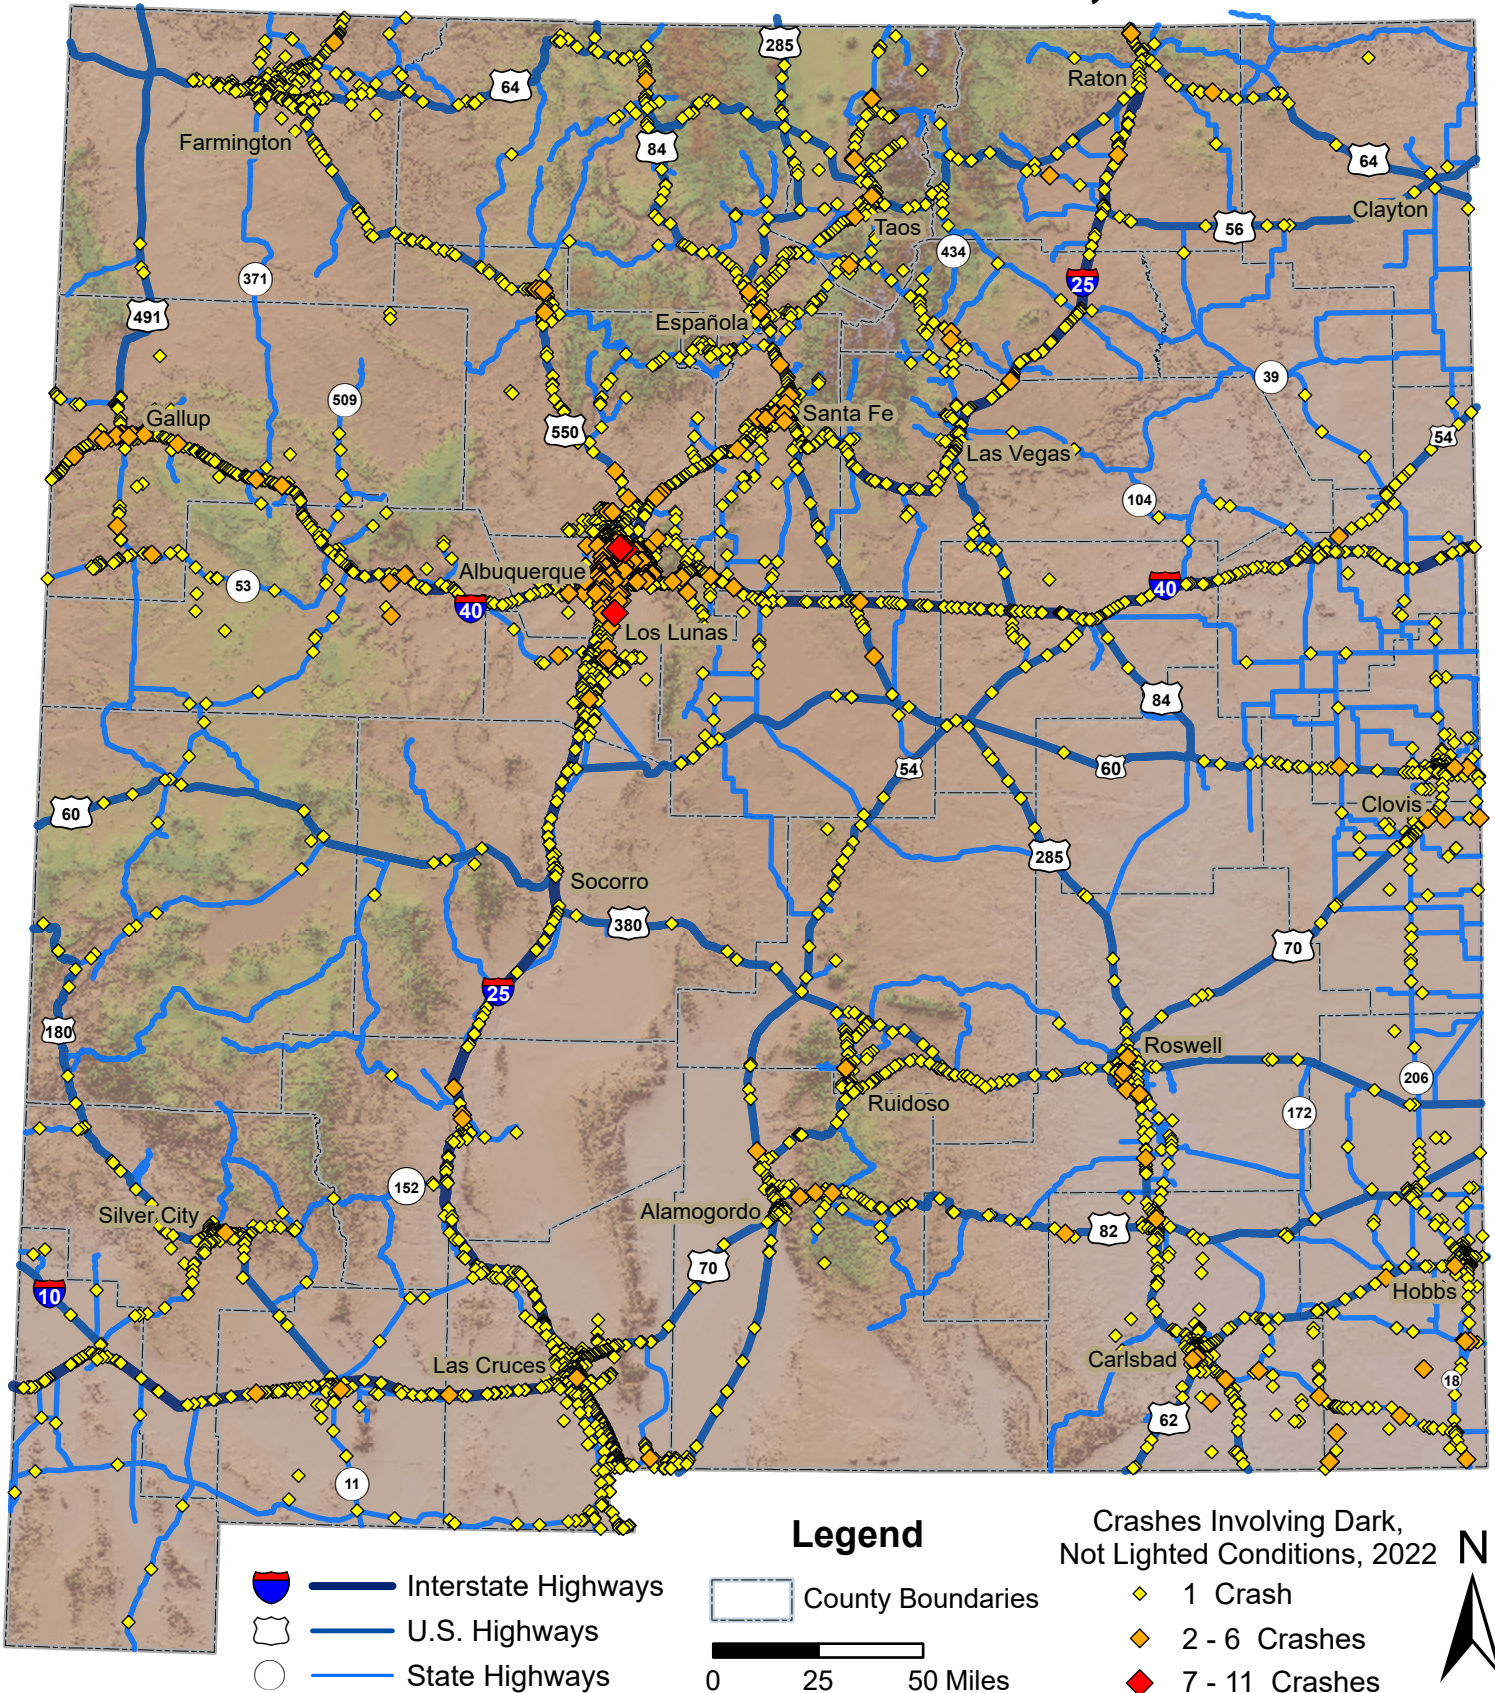 285
64
Raton
Farmington
84
64
Clayton
Taos
56
434
371
25
491
Española
39
509
Gallup
Santa Fe
550
54
Las Vegas
104
Albuquerque
53
40
40
Los Lunas
84
54
60
60
Clovis
285
Socorro
380
70
25
180
Roswell
206
Ruidoso
172
152
Silver City
Alamogordo
82
70
10
Hobbs
Las Cruces
Carlsbad
18
62
11
Legend
Interstate Highways
U.S. Highways
State Highways
County Boundaries
0 25 50 Miles
Crashes Involving Dark,
Not Lighted Conditions, 2022
1 Crash
2 - 6 Crashes
7 - 11 Crashes
N